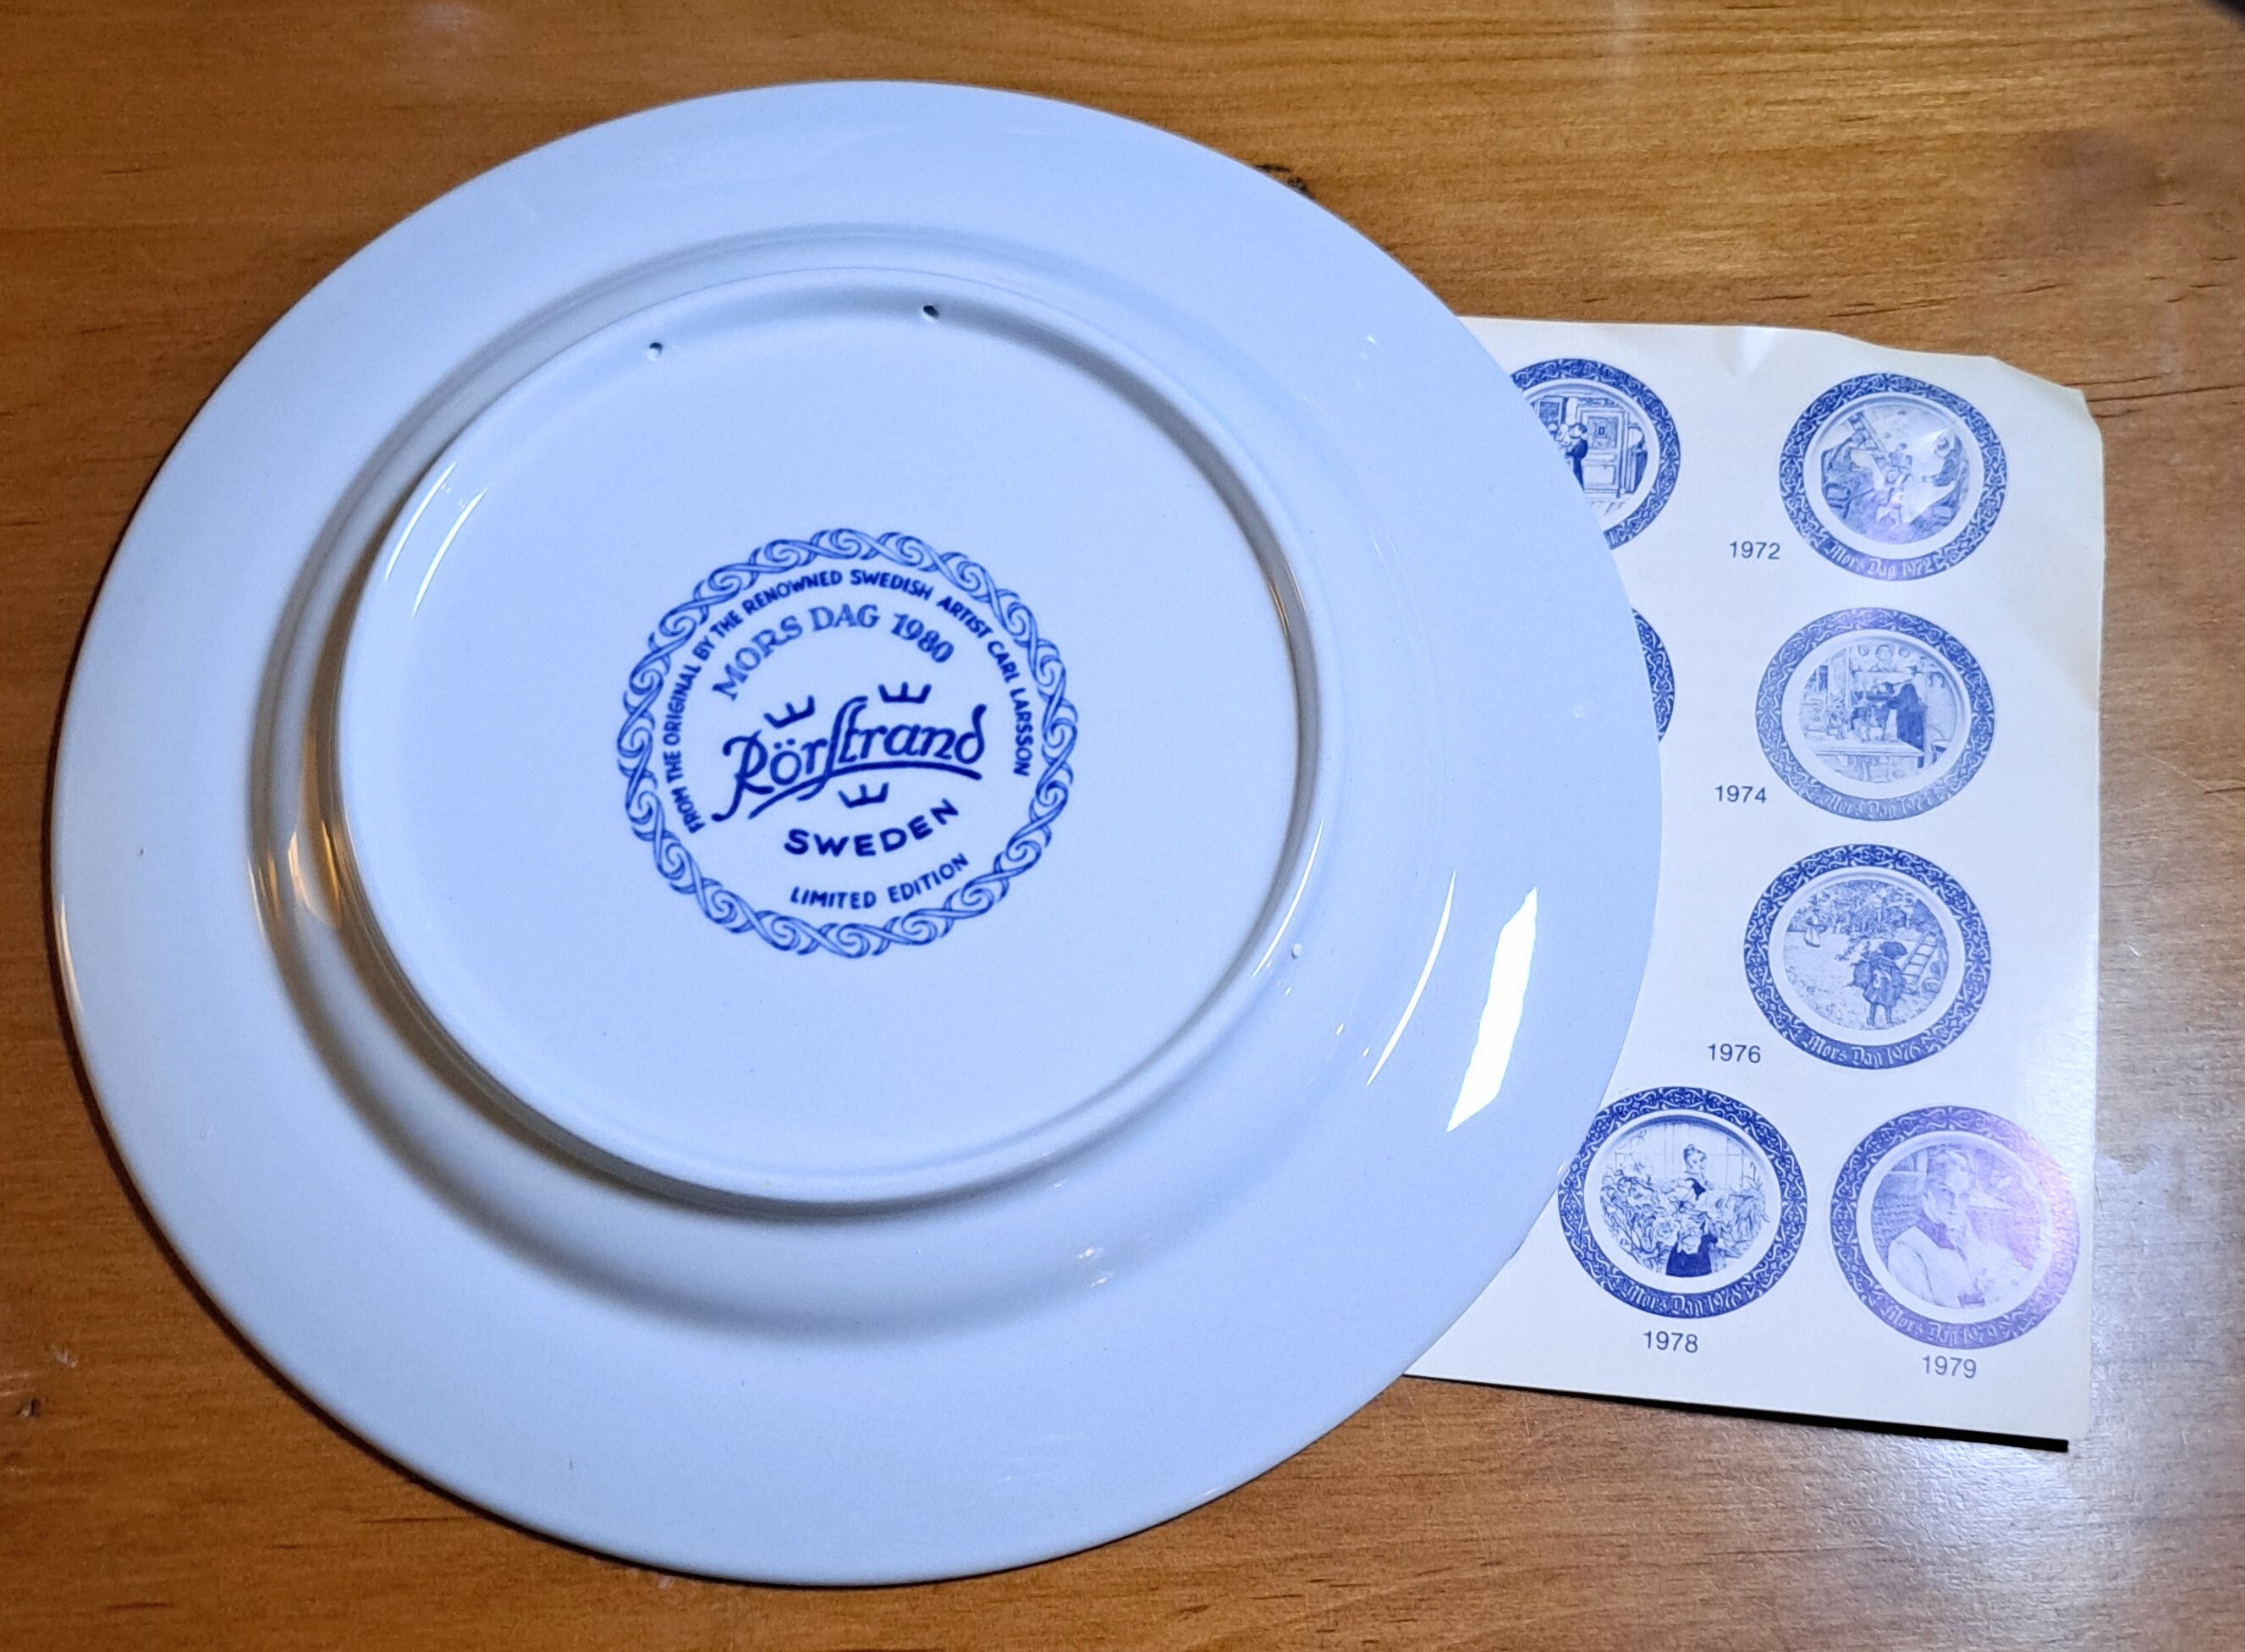 FROM THE ORIGINAL BY THE RENOWNED SWEDISH ARTIST CARL LARSSON
MORS DAG 1980
Rörstrand
SWEDEN
LIMITED EDITION
Mors Dag 1972
1972
Mors Dag
1974
Mors Dag 1976
1976
Mors Dag 1978
1978
Mors Dag 1979
1979